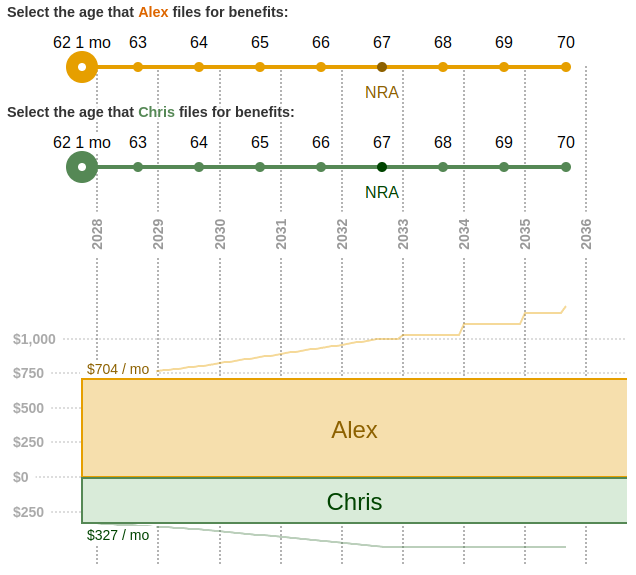 Select the age that Alex files for benefits:
62 1 mo 63 64 65 66 67 68 69 70
NRA
Select the age that Chris files for benefits:
62 1 mo 63 64 65 66 67 68 69 70
NRA
2028 2029 2030 2031 2032 2033 2034 2035 2036
$1,000
$750
$704 / mo
$500
Alex
$250
$0
Chris
$250
$327 / mo